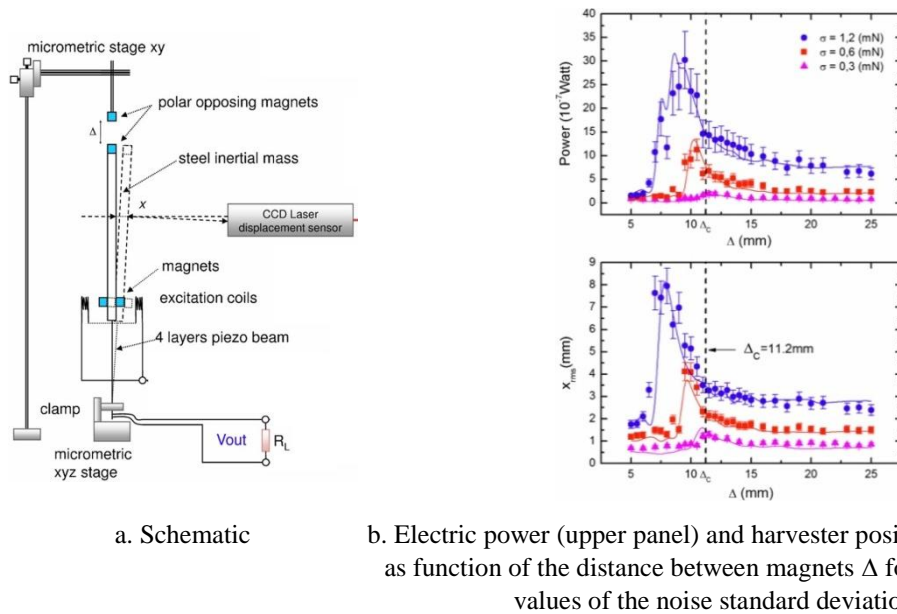 micrometric stage xy
polar opposing magnets
Δ
steel inertial mass
x
CCD Laser
displacement sensor
magnets
excitation coils
4 layers piezo beam
clamp
Vout
R_L
micrometric
xyz stage
a. Schematic
Power (10⁻⁷Watt)
40
35
30
25
20
15
10
5
0
σ = 1,2 (mN)
σ = 0,6 (mN)
σ = 0,3 (mN)
5 10 Δc 15 20 25
Δ (mm)
x_rms(mm)
9
8
7
6
5
4
3
2
1
0
Δ_C=11.2mm
5 10 Δc 15 20 25
Δ (mm)
b. Electric power (upper panel) and harvester posi
as function of the distance between magnets Δ f
values of the noise standard deviatio